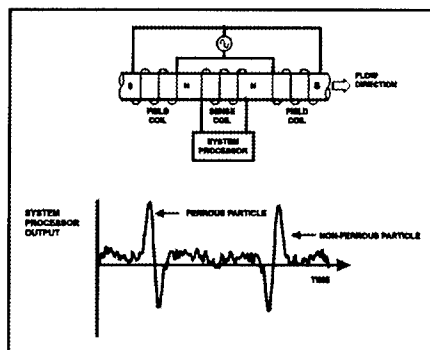 FLOW
DIRECTION
S N N S
FIELD
COIL
SENSE
COIL
FIELD
COIL
SYSTEM
PROCESSOR
SYSTEM
PROCESSOR
OUTPUT
FERROUS PARTICLE
NON-FERROUS PARTICLE
TIME